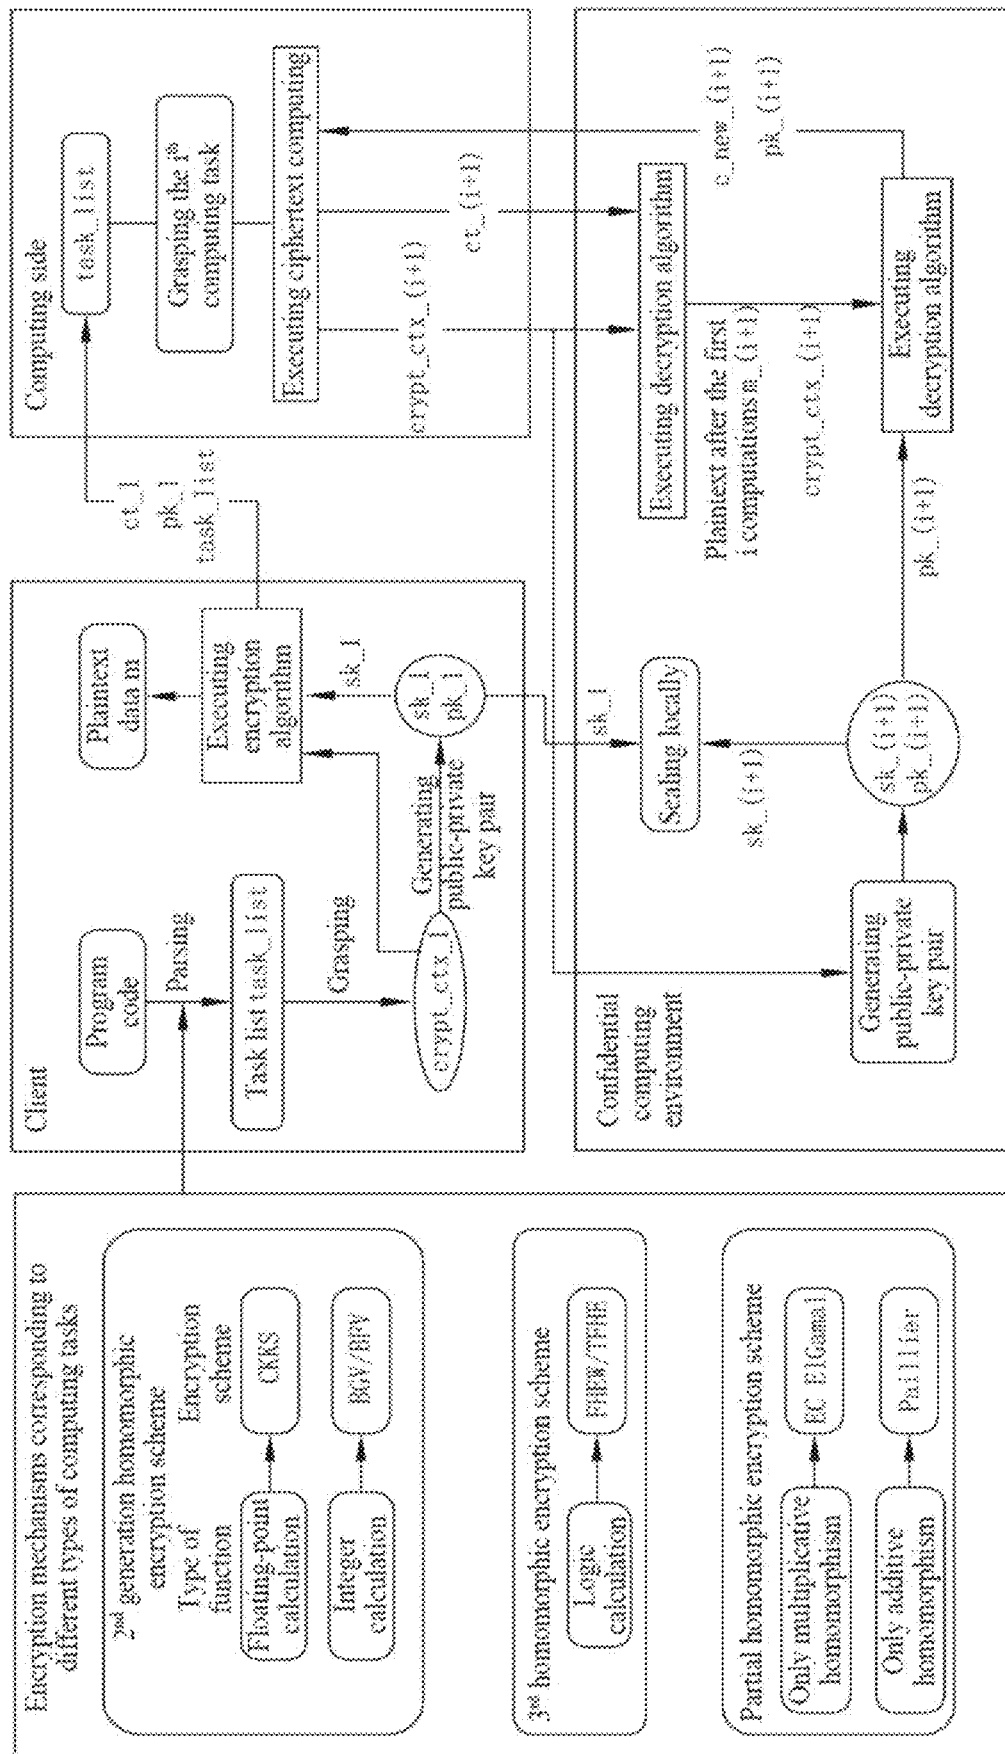 Encryption mechanisms corresponding to
different types of computing tasks
2nd generation homomorphic
encryption scheme
Type of
function
Encryption
scheme
Floating-point
calculation
CKKS
Integer
calculation
BGV/BFV
3rd homomorphic encryption scheme
Logic
calculation
FHEW/TFHE
Partial homomorphic encryption scheme
Only multiplicative
homomorphism
EC ElGamal
Only additive
homomorphism
Paillier
Client
Program
code
Parsing
Task list task_list
Grasping
crypt_ctx_1
Generating
public-private
key pair
Plaintext
data m
Executing
encryption
algorithm
sk_1
sk_1
pk_1
ct_1
pk_1
task_list
Computing side
task_list
Grasping the ith
computing task
Executing ciphertext computing
crypt_ctx_(i+1)
ct_(i+1)
Confidential
computing
environment
Generating
public-private
key pair
sk_1
Sealing locally
sk_(i+1)
sk_(i+1)
pk_(i+1)
pk_(i+1)
Executing decryption algorithm
Plaintext after the first
i computations m_(i+1)
crypt_ctx_(i+1)
Executing
decryption algorithm
c_new_(i+1)
pk_(i+1)